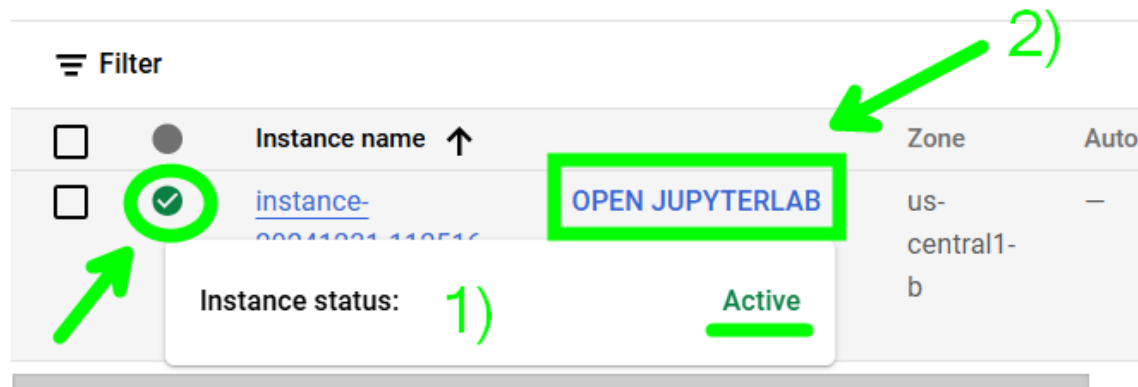 2)
Filter
Instance name Zone Auto
instance- OPEN JUPYTERLAB us- —
central1-
b
Instance status: 1) Active